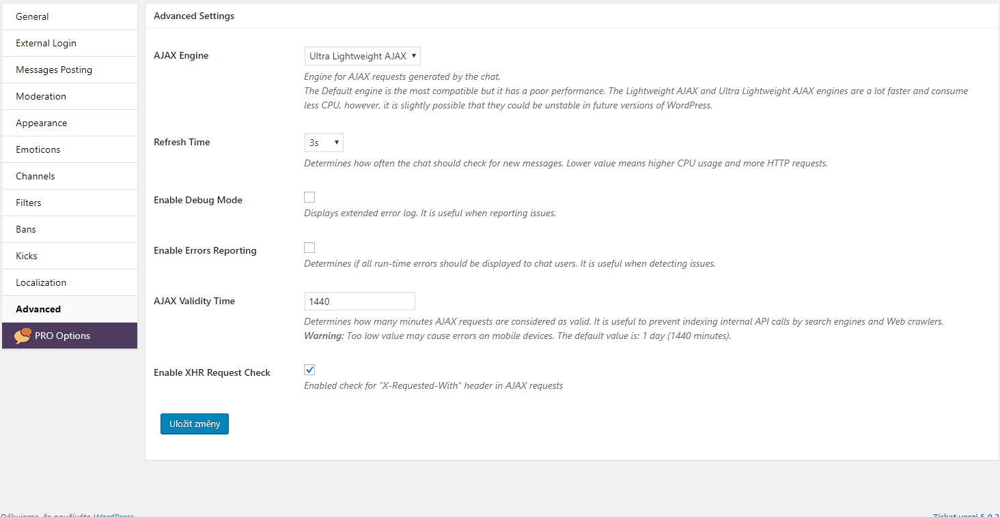 General
External Login
Messages Posting
Moderation
Appearance
Emoticons
Channels
Filters
Bans
Kicks
Localization
Advanced
PRO Options
Advanced Settings
AJAX Engine
Ultra Lightweight AJAX
Engine for AJAX requests generated by the chat.
The Default engine is the most compatible but it has a poor performance. The Lightweight AJAX and Ultra Lightweight AJAX engines are a lot faster and consume
less CPU, however, it is slightly possible that they could be unstable in future versions of WordPress.
Refresh Time
3s
Determines how often the chat should check for new messages. Lower value means higher CPU usage and more HTTP requests.
Enable Debug Mode
Displays extended error log. It is useful when reporting issues.
Enable Errors Reporting
Determines if all run-time errors should be displayed to chat users. It is useful when detecting issues.
AJAX Validity Time
1440
Determines how many minutes AJAX requests are considered as valid. It is useful to prevent indexing internal API calls by search engines and Web crawlers.
Warning: Too low value may cause errors on mobile devices. The default value is: 1 day (1440 minutes).
Enable XHR Request Check
Enabled check for "X-Requested-With" header in AJAX requests
Uložit změny
Děkujeme, že používáte WordPress
Získat verzi 5.0.2